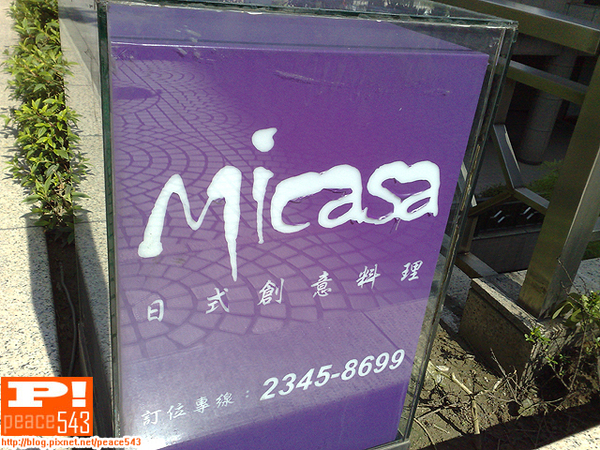 Micasa
日式創意料理
訂位專線：2345-8699
P!
peace543
http://blog.pixnet.net/peace543